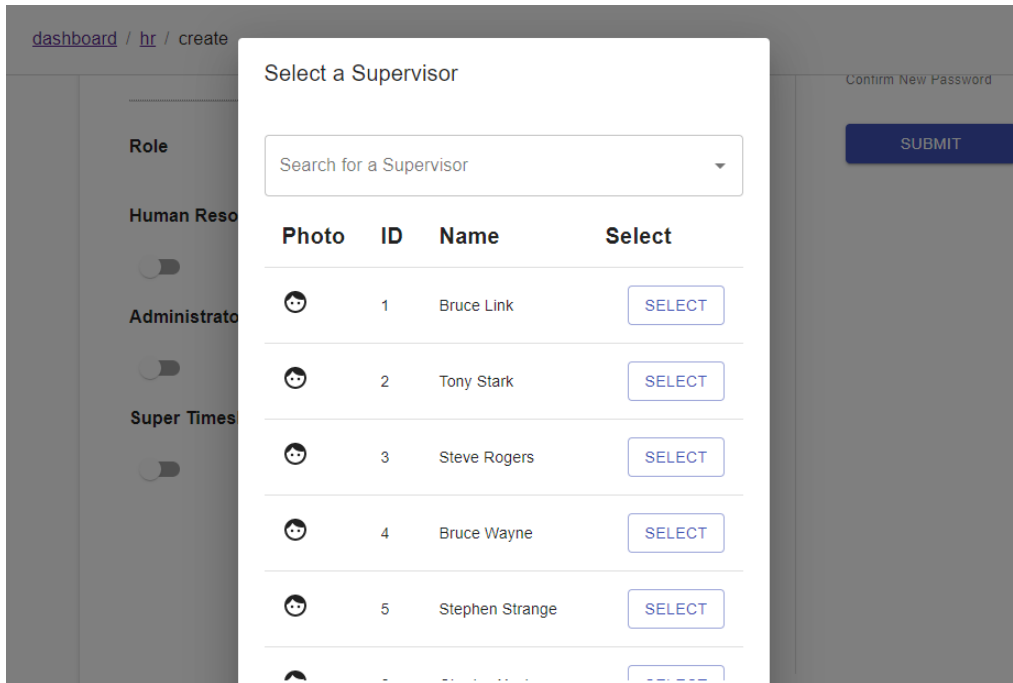 dashboard / hr / create
Select a Supervisor
Confirm New Password
Search for a Supervisor
SUBMIT
Role
Human Reso
Administrato
Super Times
Photo ID Name Select
1 Bruce Link SELECT
2 Tony Stark SELECT
3 Steve Rogers SELECT
4 Bruce Wayne SELECT
5 Stephen Strange SELECT